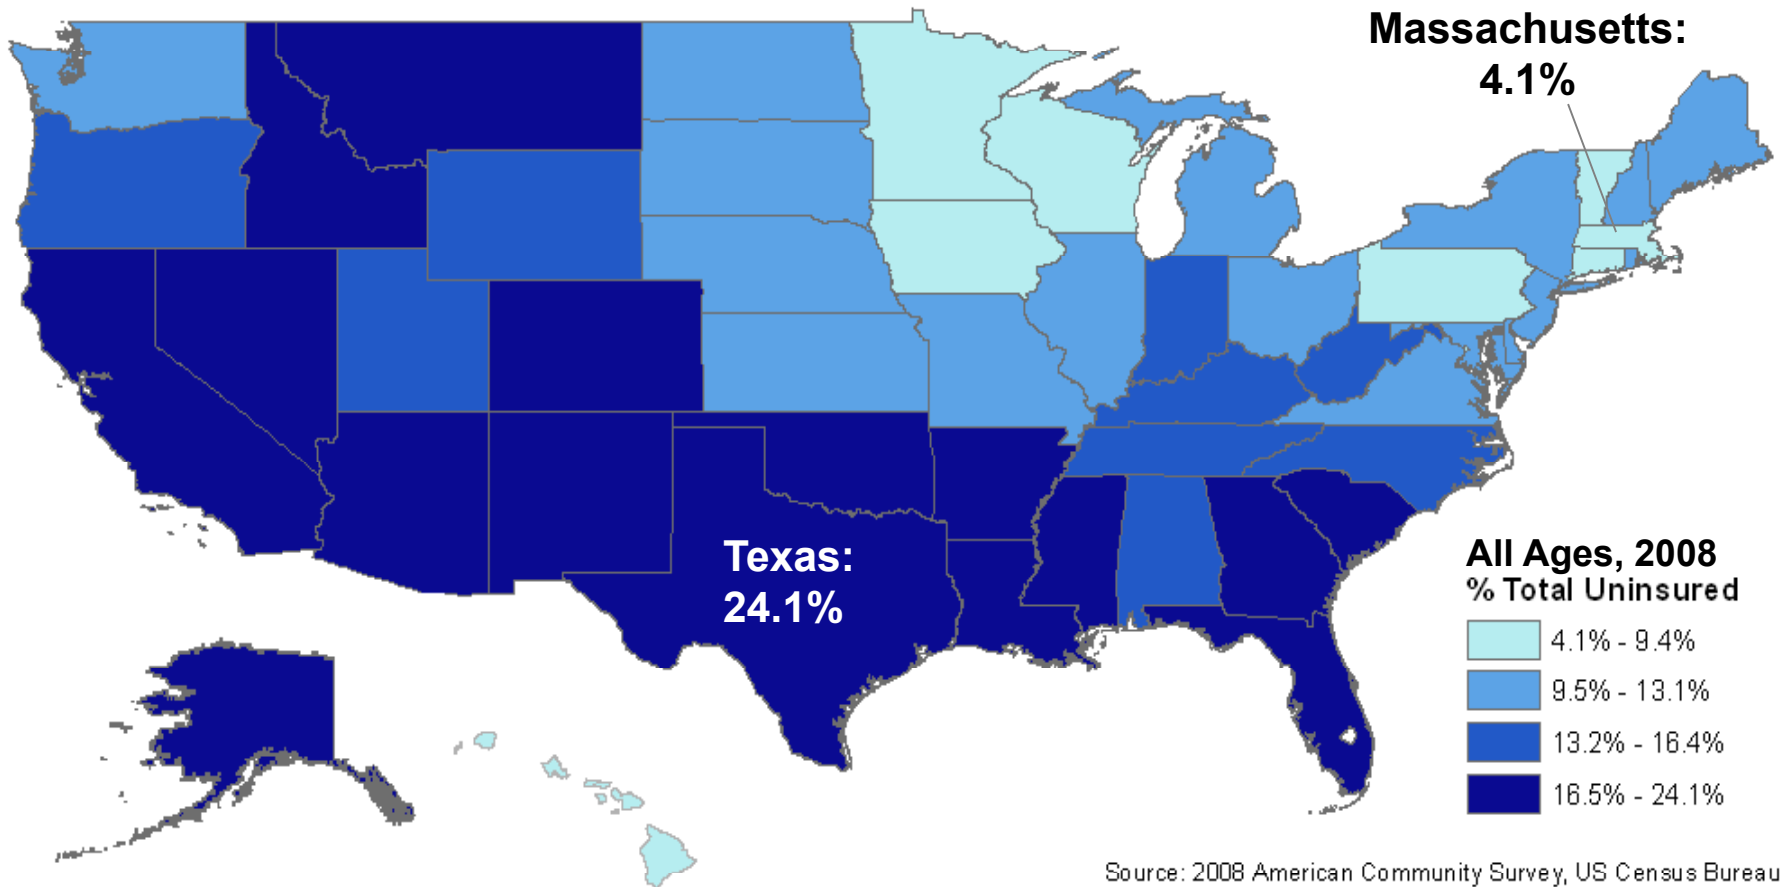 Massachusetts:
4.1%
Texas:
24.1%
All Ages, 2008
% Total Uninsured
4.1% - 9.4%
9.5% - 13.1%
13.2% - 16.4%
16.5% - 24.1%
Source: 2008 American Community Survey, US Census Bureau